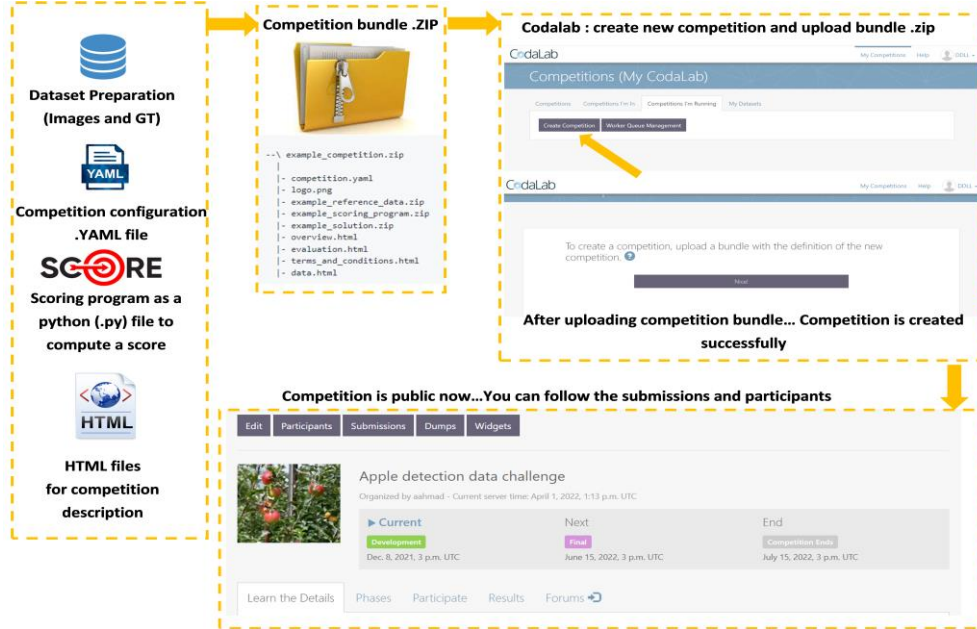 Dataset Preparation
(Images and GT)
YAML
Competition configuration
.YAML file
SCORE
Scoring program as a
python (.py) file to
compute a score
HTML
HTML files
for competition
description
Competition bundle .ZIP
--\ example_competition.zip
|
|- competition.yaml
|- logo.png
|- example_reference_data.zip
|- example_scoring_program.zip
|- example_solution.zip
|- overview.html
|- evaluation.html
|- terms_and_conditions.html
|- data.html
Codalab : create new competition and upload bundle .zip
CodaLab
My Competitions Help
Competitions (My CodaLab)
Competitions Competitions I'm In Competitions I'm Running My Datasets
Create Competition Worker Queue Management
CodaLab
My Competitions Help
To create a competition, upload a bundle with the definition of the new
competition. ?
After uploading competition bundle... Competition is created
successfully
Competition is public now...You can follow the submissions and participants
Edit Participants Submissions Dumps Widgets
Apple detection data challenge
Organized by aahmad - Current server time: April 1, 2022, 1:13 p.m. UTC
Current Next End
Development Final Competition Ends
Dec. 8, 2021, 3 p.m. UTC June 15, 2022, 3 p.m. UTC July 15, 2022, 3 p.m. UTC
Learn the Details Phases Participate Results Forums